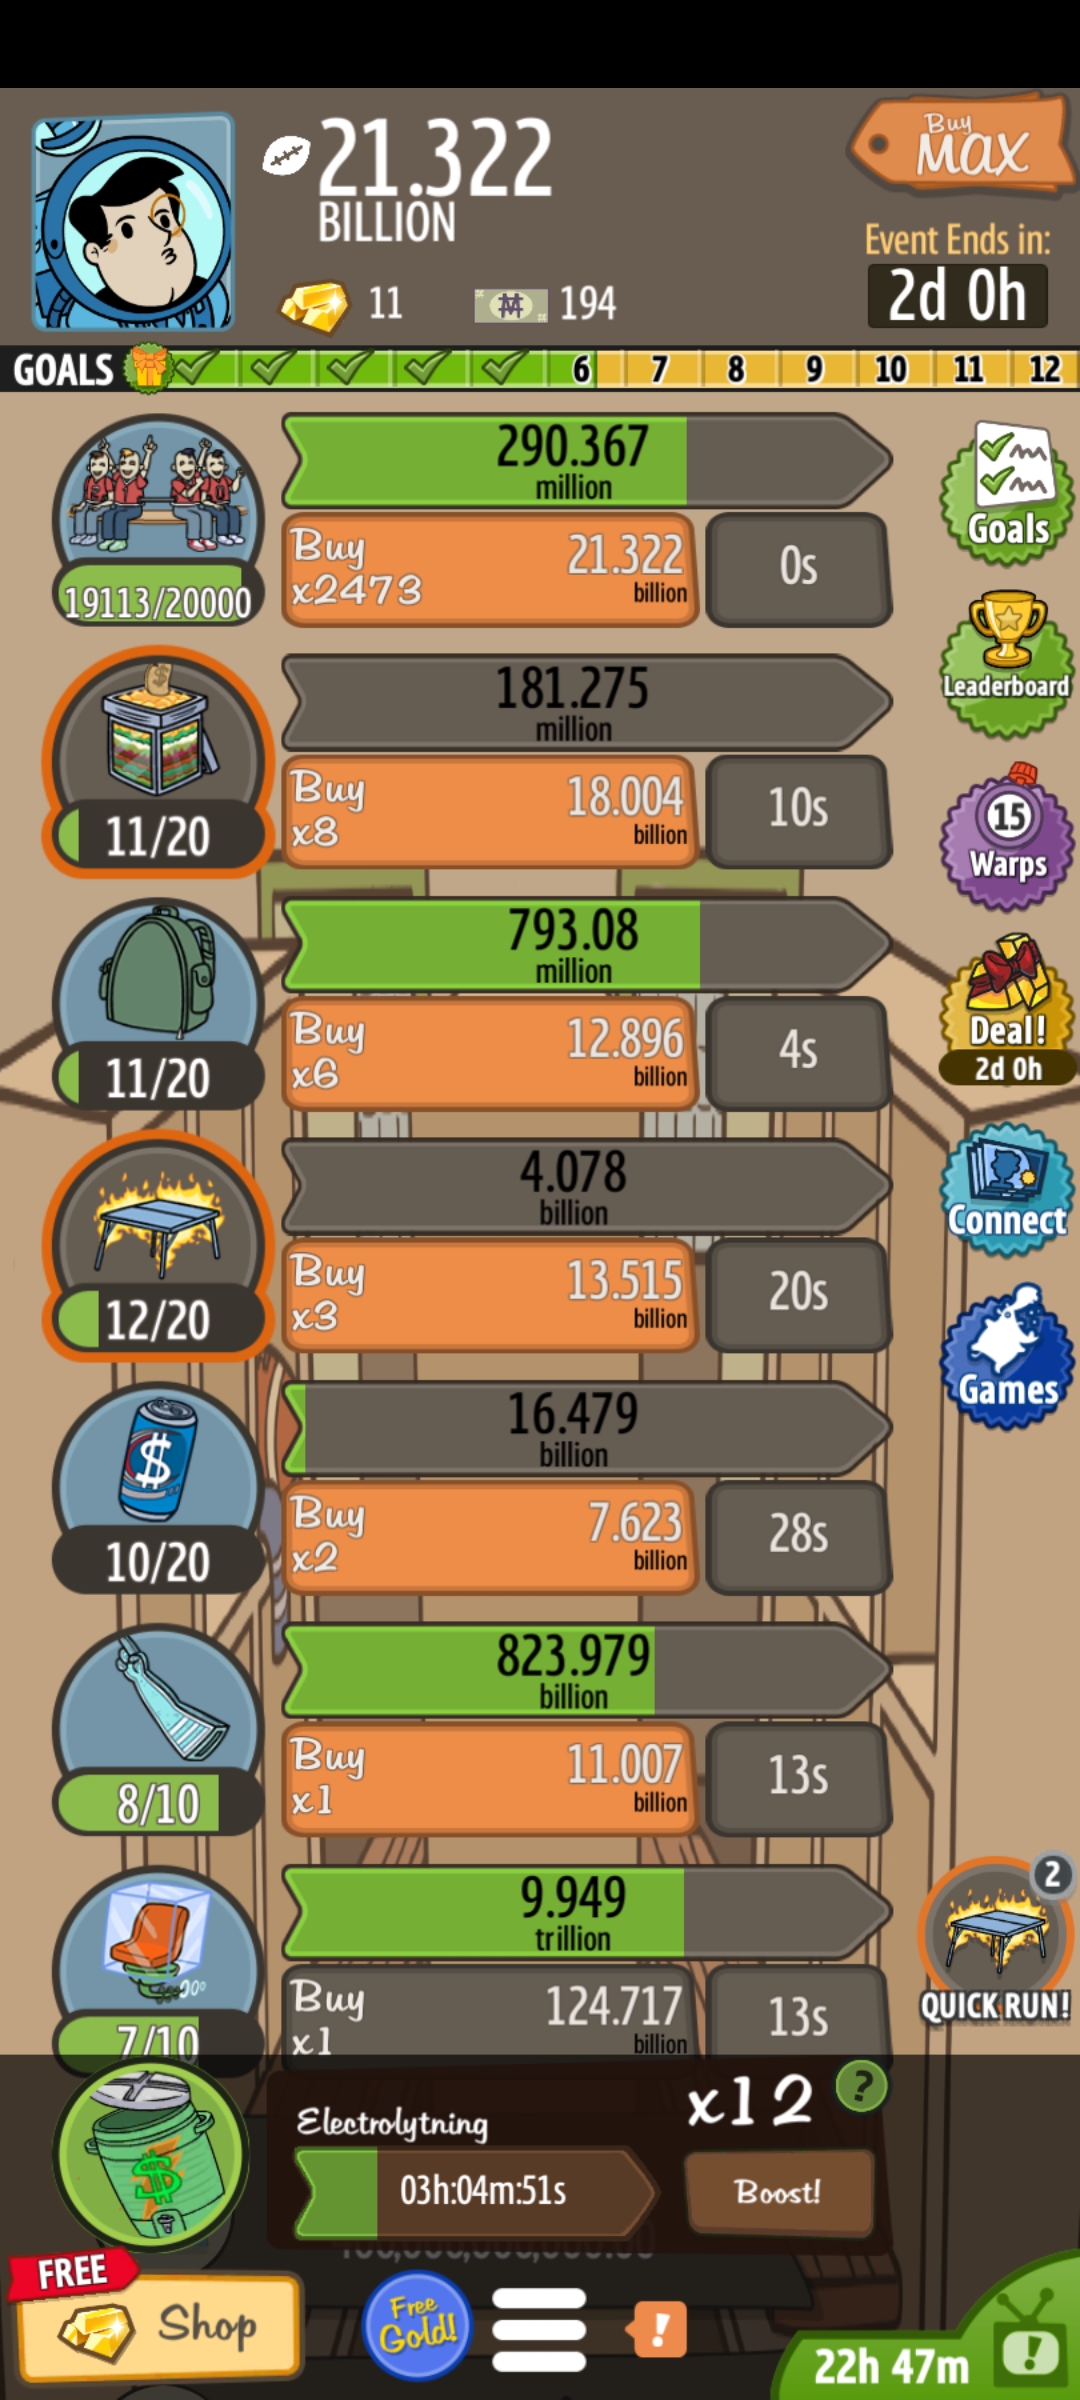 21.322
BILLION
11
194
Buy
MAX
Event Ends in:
2d 0h
GOALS 6 7 8 9 10 11 12
290.367
million
Buy
x2473
21.322
billion
0s
19113/20000
Goals
Leaderboard
181.275
million
Buy
x8
18.004
billion
10s
11/20
15
Warps
793.08
million
Buy
x6
12.896
billion
4s
11/20
Deal!
2d 0h
4.078
billion
Buy
x3
13.515
billion
20s
12/20
Connect
Games
16.479
billion
Buy
x2
7.623
billion
28s
10/20
823.979
billion
Buy
x1
11.007
billion
13s
8/10
9.949
trillion
Buy
x1
124.717
billion
13s
7/10
2
QUICK RUN!
Electrolytning
x12
?
03h:04m:51s
Boost!
FREE
Shop
Free
Gold!
!
22h 47m
!